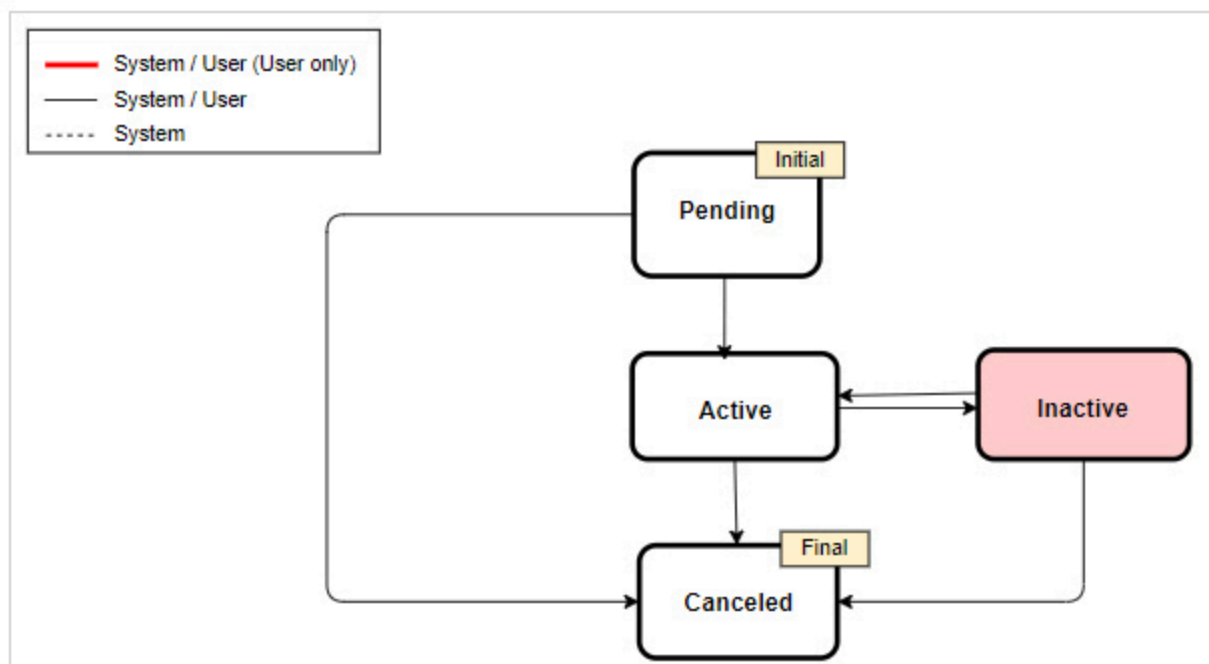 System / User (User only)
System / User
System
Initial
Pending
Active
Inactive
Final
Canceled